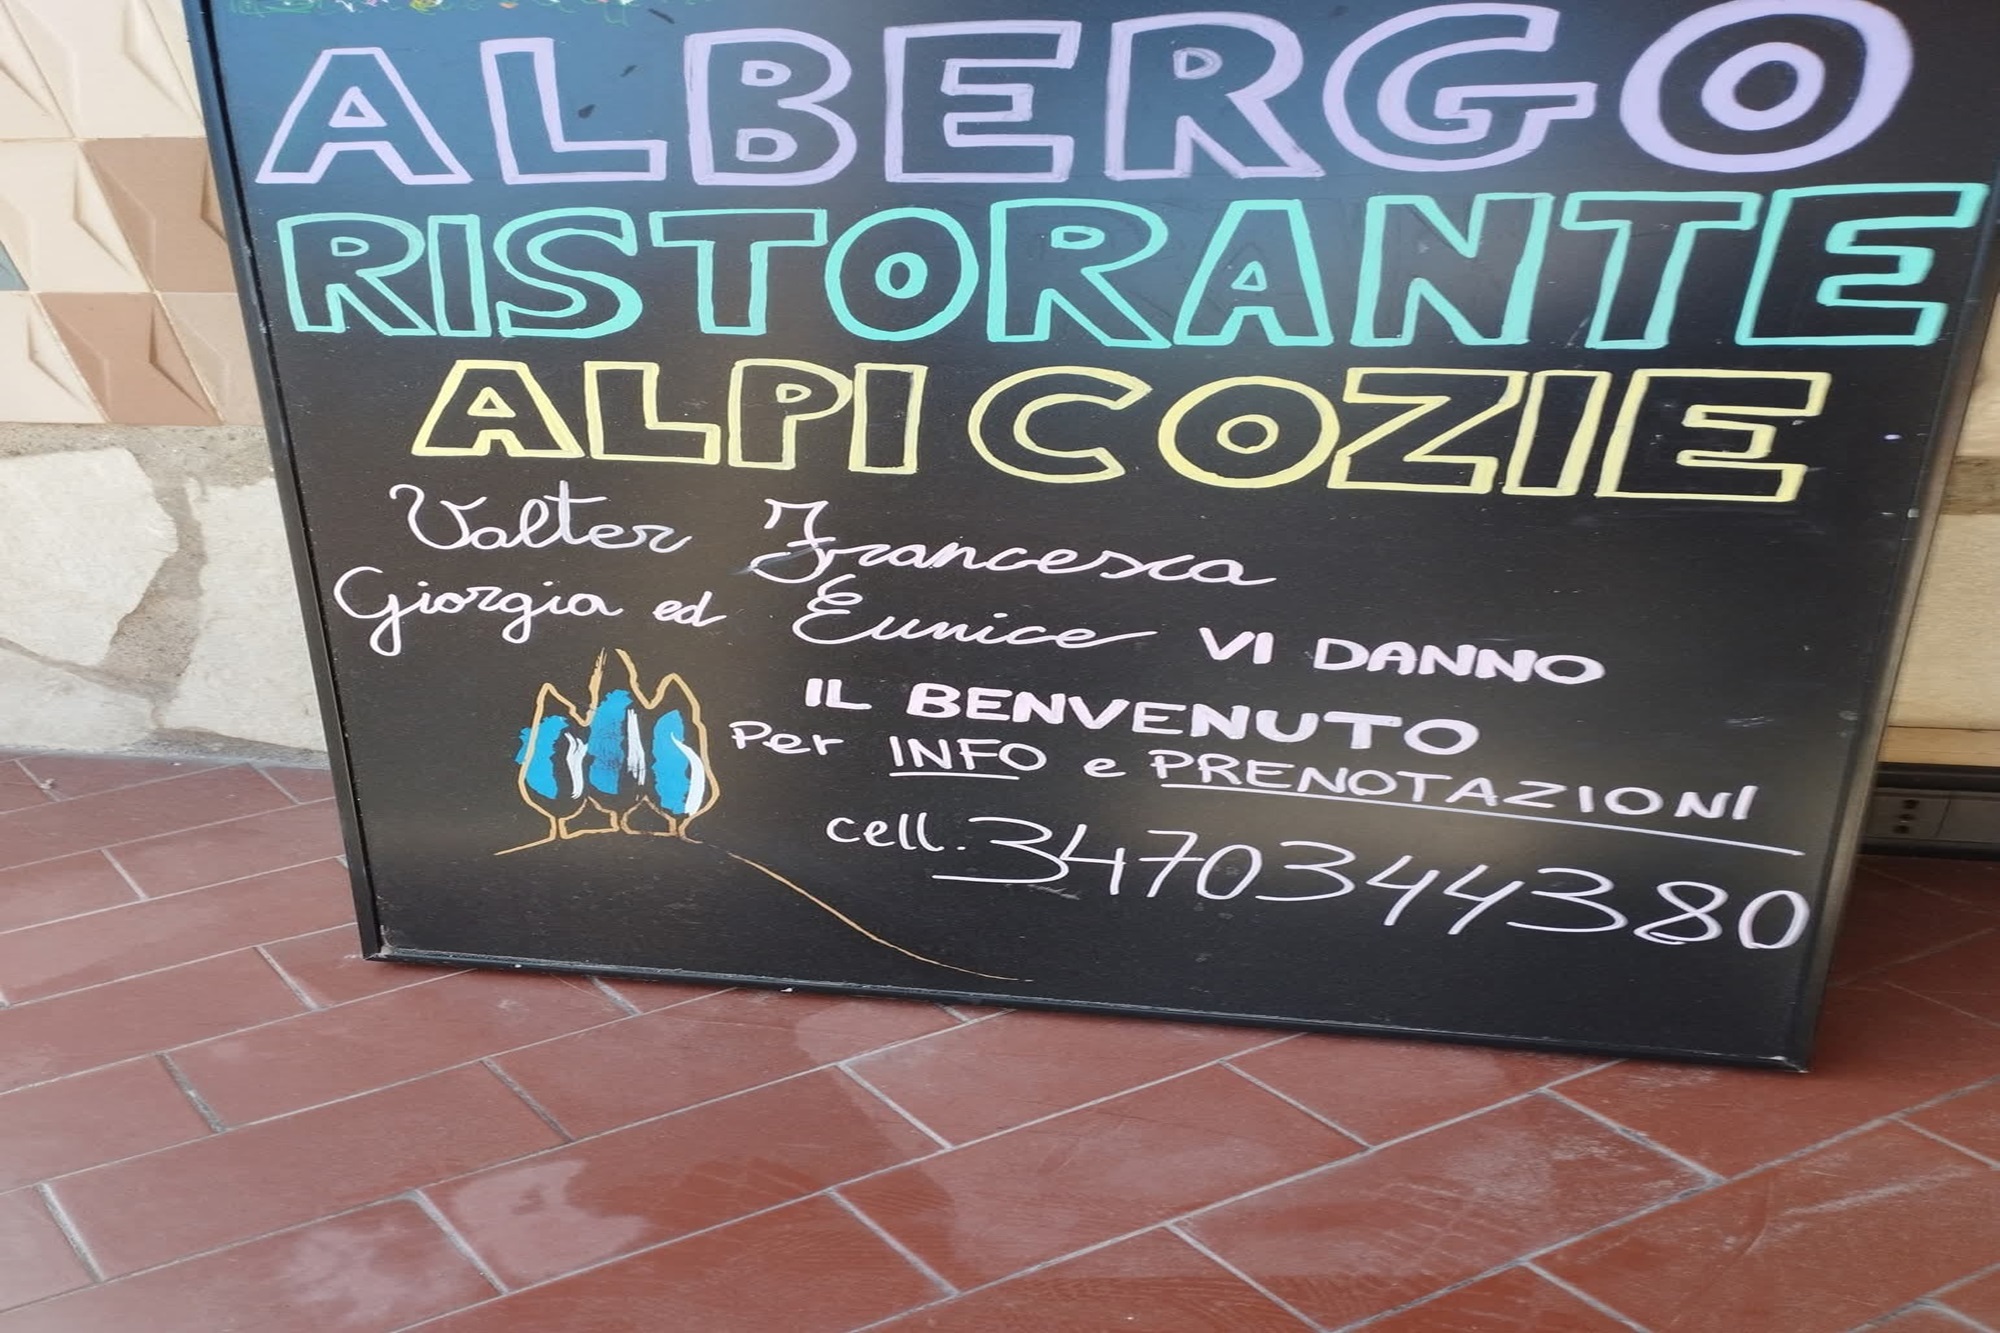 ALBERGO
RISTORANTE
ALPI COZIE
Valter Francesca
Giorgia ed Eunice VI DANNO
IL BENVENUTO
Per INFO e PRENOTAZIONI
cell. 3470344380